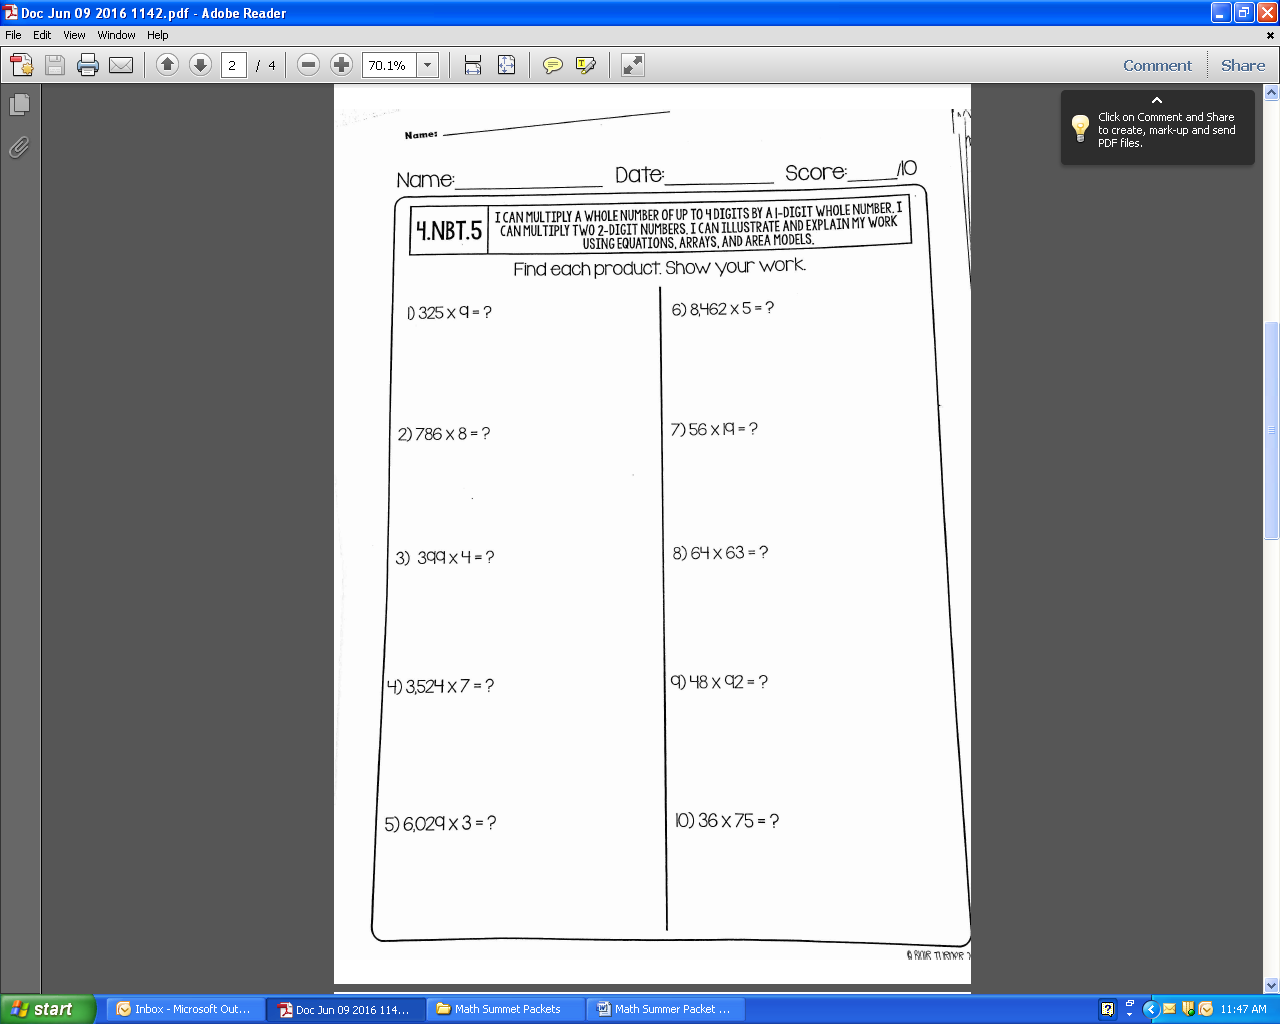 Doc Jun 09 2016 1142.pdf - Adobe Reader
File Edit View Window Help
2 / 4 70.1% Comment Share
Click on Comment and Share
to create, mark-up and send
PDF files.
Name:
Name: Date: Score: /10
4.NBT.5
I CAN MULTIPLY A WHOLE NUMBER OF UP TO 4 DIGITS BY A 1-DIGIT WHOLE NUMBER. I
CAN MULTIPLY TWO 2-DIGIT NUMBERS. I CAN ILLUSTRATE AND EXPLAIN MY WORK
USING EQUATIONS, ARRAYS, AND AREA MODELS.
Find each product. Show your work.
1) 325 x 9 = ?
2) 786 x 8 = ?
3) 399 x 4 = ?
4) 3,524 x 7 = ?
5) 6,029 x 3 = ?
6) 8,462 x 5 = ?
7) 56 x 19 = ?
8) 64 x 63 = ?
9) 48 x 92 = ?
10) 36 x 75 = ?
start Inbox - Microsoft Out... Doc Jun 09 2016 114... Math Summet Packets Math Summer Packet ... 11:47 AM